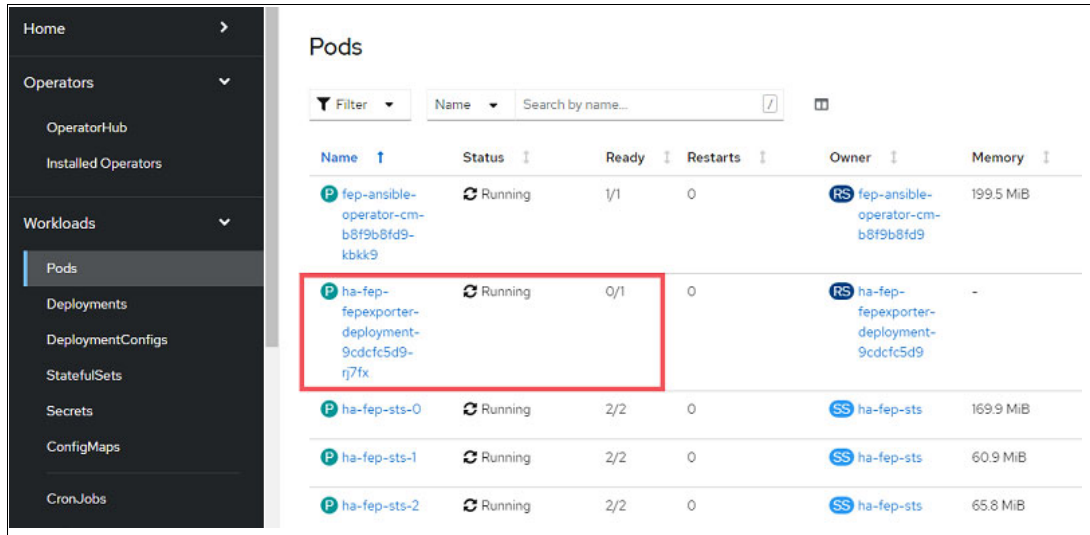 Home
Operators
OperatorHub
Installed Operators
Workloads
Pods
Deployments
DeploymentConfigs
StatefulSets
Secrets
ConfigMaps
CronJobs
Pods
Filter Name Search by name... /
Name Status Ready Restarts Owner Memory
P fep-ansible- Running 1/1 0 RS fep-ansible- 199.5 MiB
operator-cm- operator-cm-
b8f9b8fd9- b8f9b8fd9
kbkk9
P ha-fep- Running 0/1 0 RS ha-fep- -
fepexporter- fepexporter-
deployment- deployment-
9cdcfc5d9- 9cdcfc5d9
rj7fx
P ha-fep-sts-0 Running 2/2 0 SS ha-fep-sts 169.9 MiB
P ha-fep-sts-1 Running 2/2 0 SS ha-fep-sts 60.9 MiB
P ha-fep-sts-2 Running 2/2 0 SS ha-fep-sts 65.8 MiB